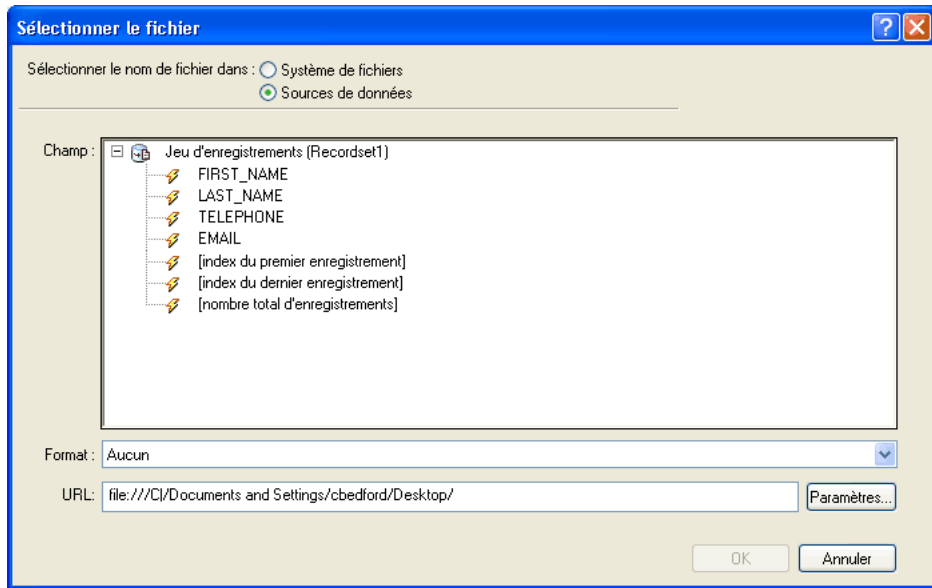 Sélectionner le fichier
Sélectionner le nom de fichier dans : Système de fichiers
Sources de données
Champ : Jeu d'enregistrements (Recordset1)
FIRST_NAME
LAST_NAME
TELEPHONE
EMAIL
[index du premier enregistrement]
[index du dernier enregistrement]
[nombre total d'enregistrements]
Format : Aucun
URL: file:///C|/Documents and Settings/cbedford/Desktop/ Paramètres...
OK Annuler